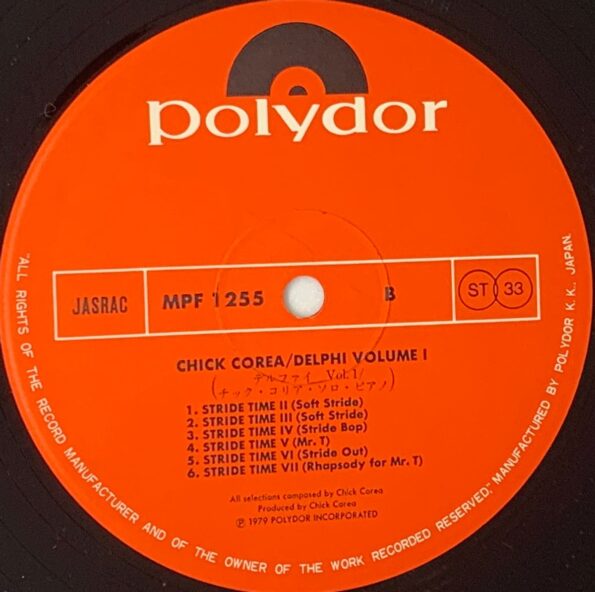 polydor
JASRAC
MPF 1255
B
ST 33
CHICK COREA/DELPHI VOLUME I
デルファイ Vol.1/
(チック・コリア・ソロ・ピアノ)
1. STRIDE TIME II (Soft Stride)
2. STRIDE TIME III (Soft Stride)
3. STRIDE TIME IV (Stride Bop)
4. STRIDE TIME V (Mr. T)
5. STRIDE TIME VI (Stride Out)
6. STRIDE TIME VII (Rhapsody for Mr. T)
All selections composed by Chick Corea
Produced by Chick Corea
℗ 1979 POLYDOR INCORPORATED
"ALL RIGHTS OF THE RECORD MANUFACTURER AND OF THE OWNER OF THE WORK RECORDED RESERVED," MANUFACTURED BY POLYDOR K.K., JAPAN.